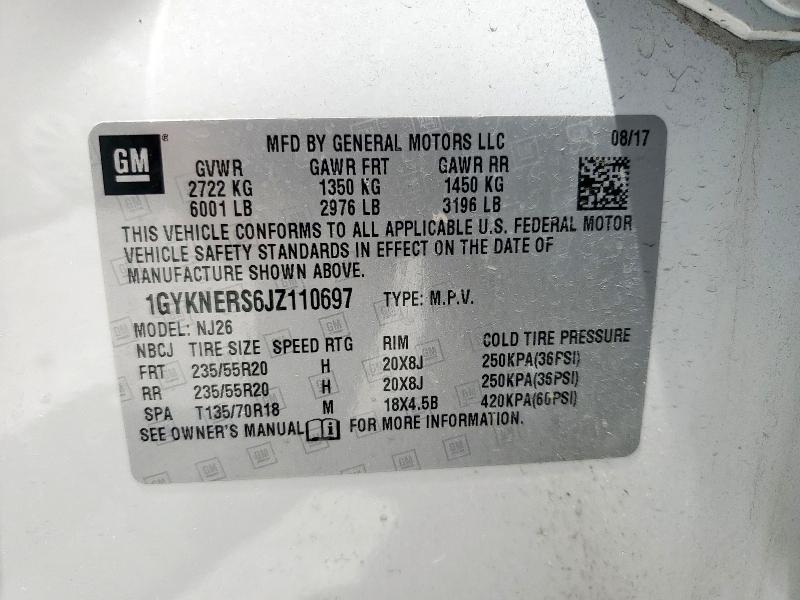 GM ® MFD BY GENERAL MOTORS LLC 08/17
GVWR GAWR FRT GAWR RR
2722 KG 1350 KG 1450 KG
6001 LB 2976 LB 3196 LB
THIS VEHICLE CONFORMS TO ALL APPLICABLE U.S. FEDERAL MOTOR
VEHICLE SAFETY STANDARDS IN EFFECT ON THE DATE OF
MANUFACTURE SHOWN ABOVE.
1GYKNERS6JZ110697 TYPE: M.P.V.
MODEL: NJ26
NBCJ TIRE SIZE SPEED RTG RIM COLD TIRE PRESSURE
FRT 235/55R20 H 20X8J 250KPA(36PSI)
RR 235/55R20 H 20X8J 250KPA(36PSI)
SPA T135/70R18 M 18X4.5B 420KPA(60PSI)
SEE OWNER'S MANUAL FOR MORE INFORMATION.